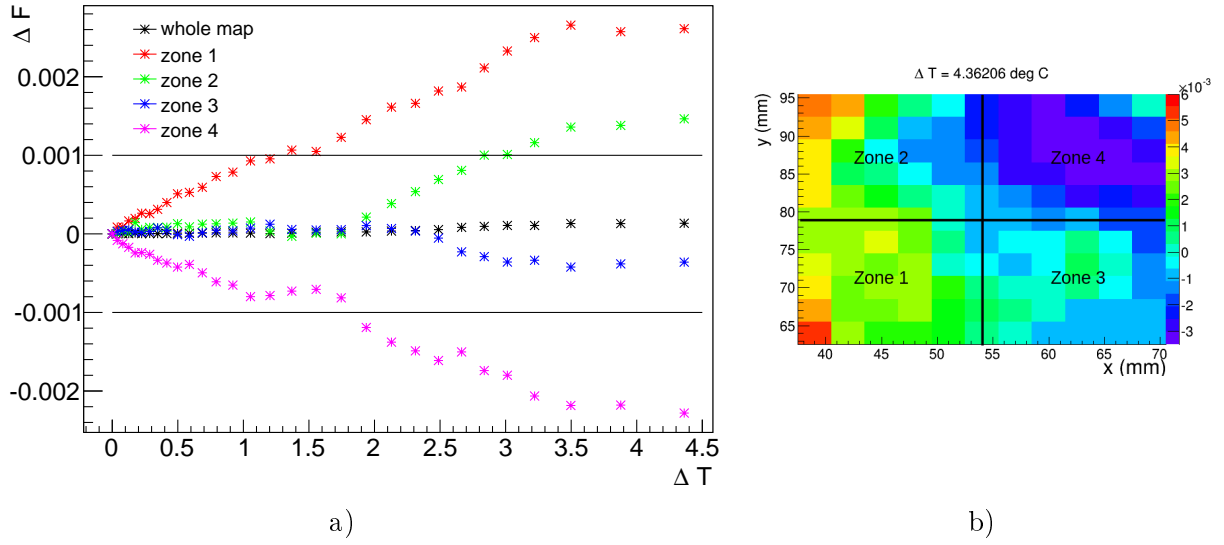 Δ F
whole map
zone 1
zone 2
zone 3
zone 4
0.002
0.001
0
-0.001
-0.002
0 0.5 1 1.5 2 2.5 3 3.5 4 4.5
Δ T
a)
Δ T = 4.36206 deg C
×10⁻³
y (mm)
95
90
85
80
75
70
65
Zone 2
Zone 4
Zone 1
Zone 3
40 45 50 55 60 65 70
x (mm)
6
5
4
3
2
1
0
-1
-2
-3
b)